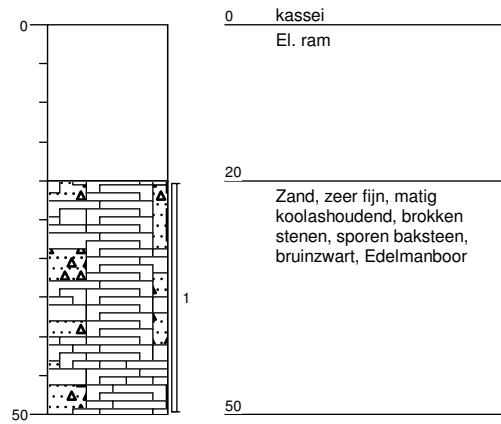 0
0
kassei
El. ram
20
Zand, zeer fijn, matig
koolashoudend, brokken
stenen, sporen baksteen,
bruinzwart, Edelmanboor
1
50
50